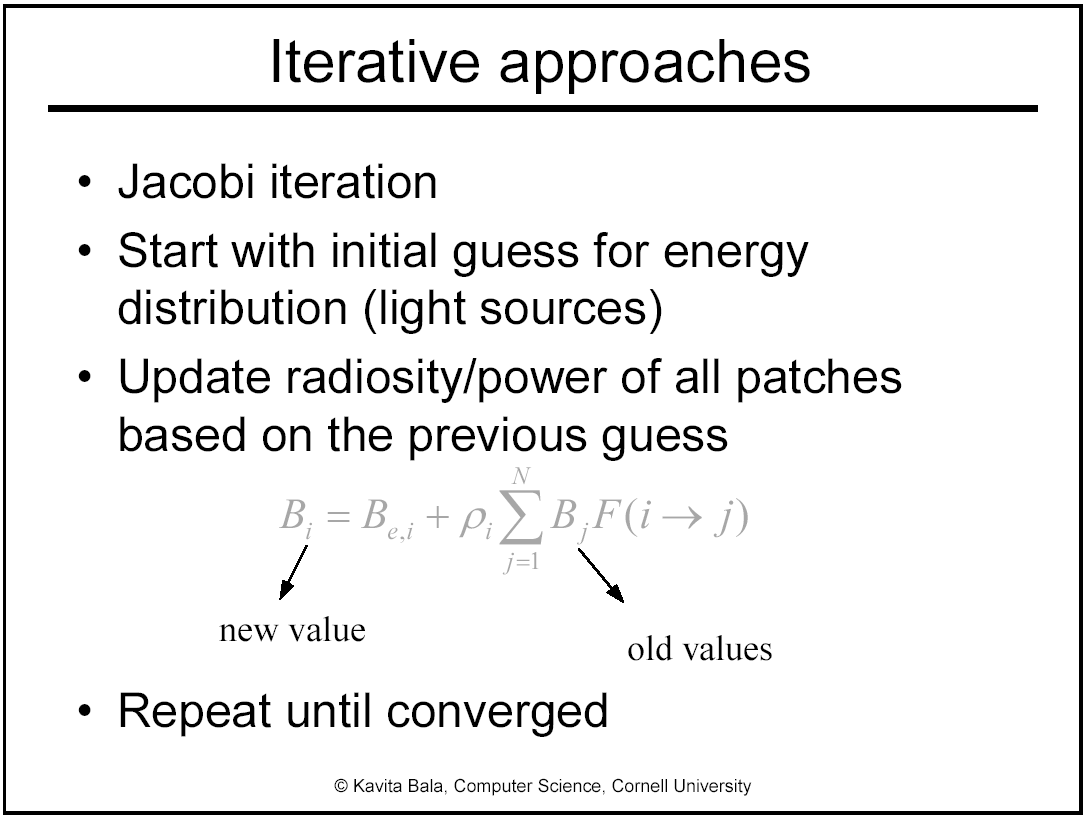 Iterative approaches
• Jacobi iteration
• Start with initial guess for energy
distribution (light sources)
• Update radiosity/power of all patches
based on the previous guess
B_i = B_{e,i} + ρ_i ∑_{j=1}^{N} B_j F(i → j)
new value
old values
• Repeat until converged
© Kavita Bala, Computer Science, Cornell University